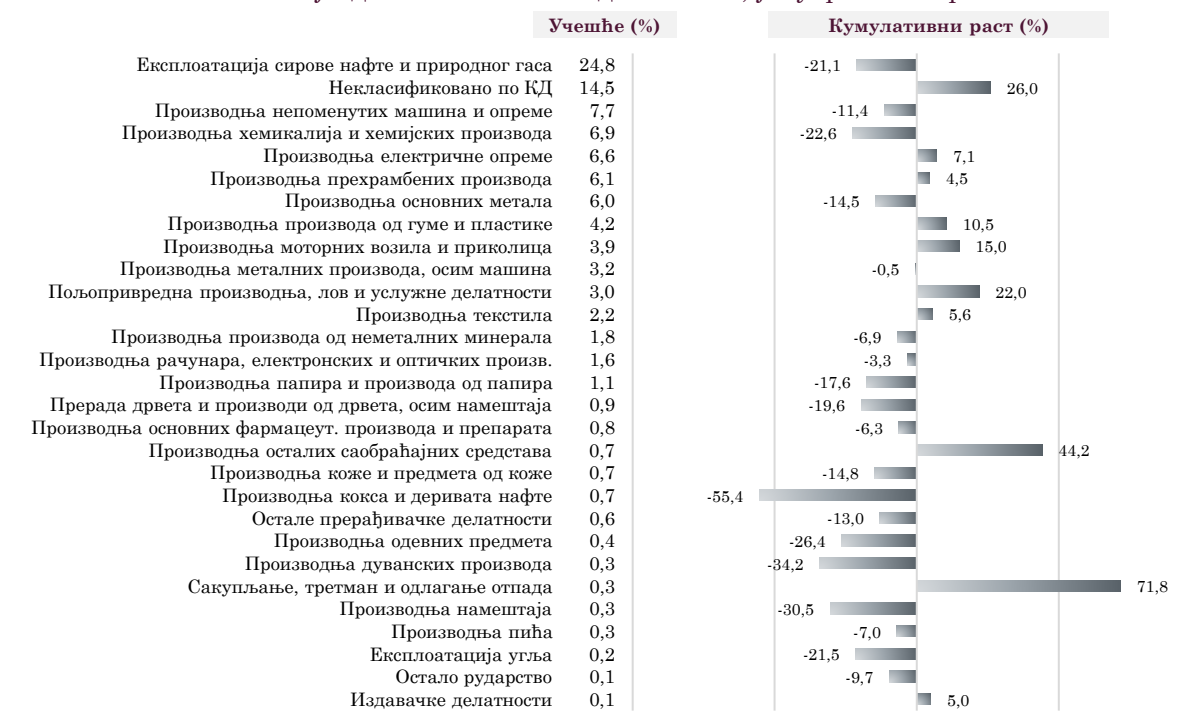 Учешће (%) Кумулативни раст (%)
Експлоатација сирове нафте и природног гаса 24,8 -21,1
Некласификовано по КД 14,5 26,0
Производња непоменутих машина и опреме 7,7 -11,4
Производња хемикалија и хемијских производа 6,9 -22,6
Производња електричне опреме 6,6 7,1
Производња прехрамбених производа 6,1 4,5
Производња основних метала 6,0 -14,5
Производња производа од гуме и пластике 4,2 10,5
Производња моторних возила и приколица 3,9 15,0
Производња металних производа, осим машина 3,2 -0,5
Пољопривредна производња, лов и услужне делатности 3,0 22,0
Производња текстила 2,2 5,6
Производња производа од неметалних минерала 1,8 -6,9
Производња рачунара, електронских и оптичких произв. 1,6 -3,3
Производња папира и производа од папира 1,1 -17,6
Прерада дрвета и производи од дрвета, осим намештаја 0,9 -19,6
Производња основних фармацеут. производа и препарата 0,8 -6,3
Производња осталих саобраћајних средстава 0,7 44,2
Производња коже и предмета од коже 0,7 -14,8
Производња кокса и деривата нафте 0,7 -55,4
Остале прерађивачке делатности 0,6 -13,0
Производња одевних предмета 0,4 -26,4
Производња дуванских производа 0,3 -34,2
Сакупљање, третман и одлагање отпада 0,3 71,8
Производња намештаја 0,3 -30,5
Производња пића 0,3 -7,0
Експлоатација угља 0,2 -21,5
Остало рударство 0,1 -9,7
Издавачке делатности 0,1 5,0